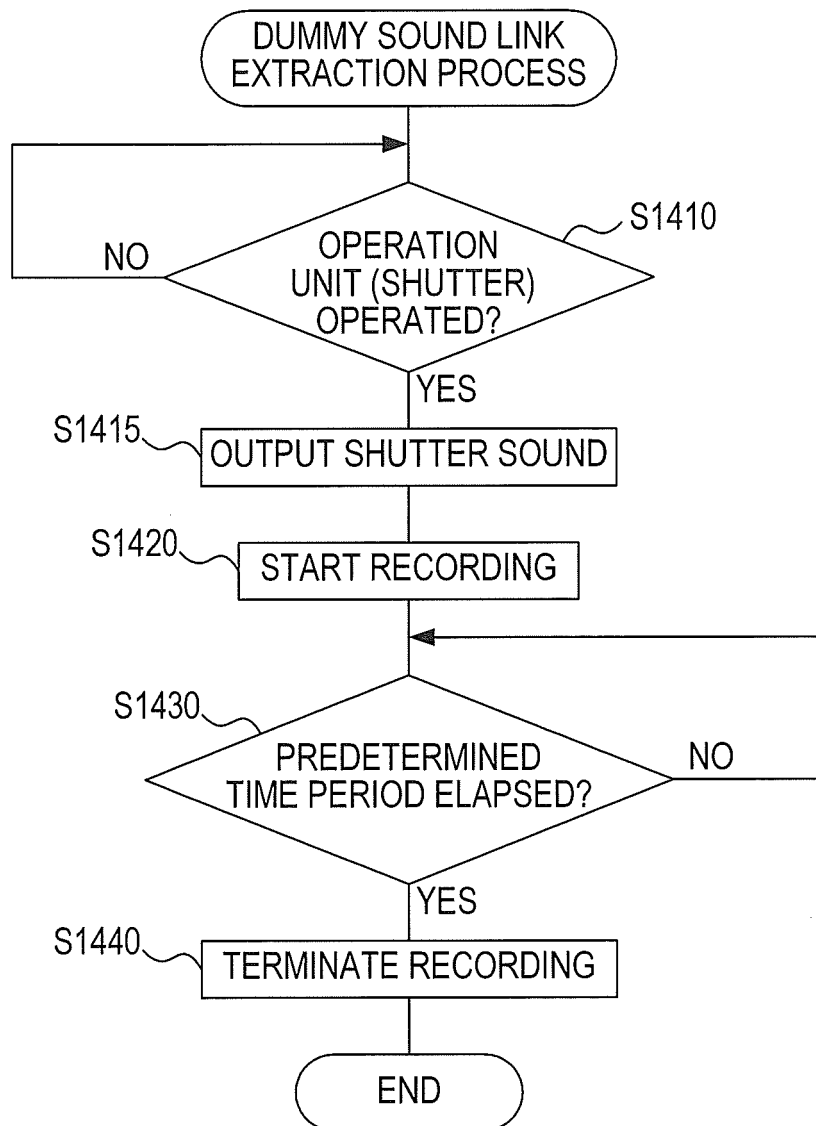 DUMMY SOUND LINK
EXTRACTION PROCESS
S1410
OPERATION
UNIT (SHUTTER)
OPERATED?
NO
YES
S1415
OUTPUT SHUTTER SOUND
S1420
START RECORDING
S1430
PREDETERMINED
TIME PERIOD ELAPSED?
NO
YES
S1440
TERMINATE RECORDING
END